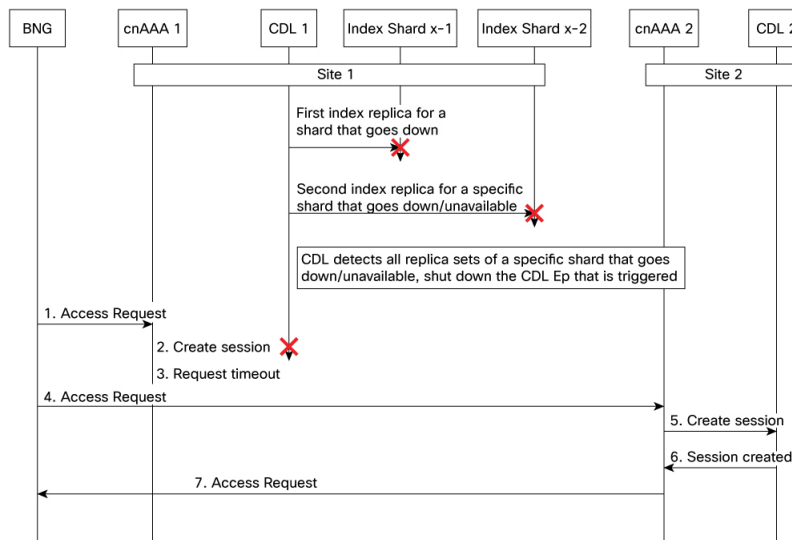 BNG
cnAAA 1
CDL 1
Index Shard x-1
Index Shard x-2
cnAAA 2
CDL 2
Site 1
Site 2
First index replica for a
shard that goes down
Second index replica for a specific
shard that goes down/unavailable
CDL detects all replica sets of a specific shard that goes
down/unavailable, shut down the CDL Ep that is triggered
1. Access Request
2. Create session
3. Request timeout
4. Access Request
5. Create session
6. Session created
7. Access Request